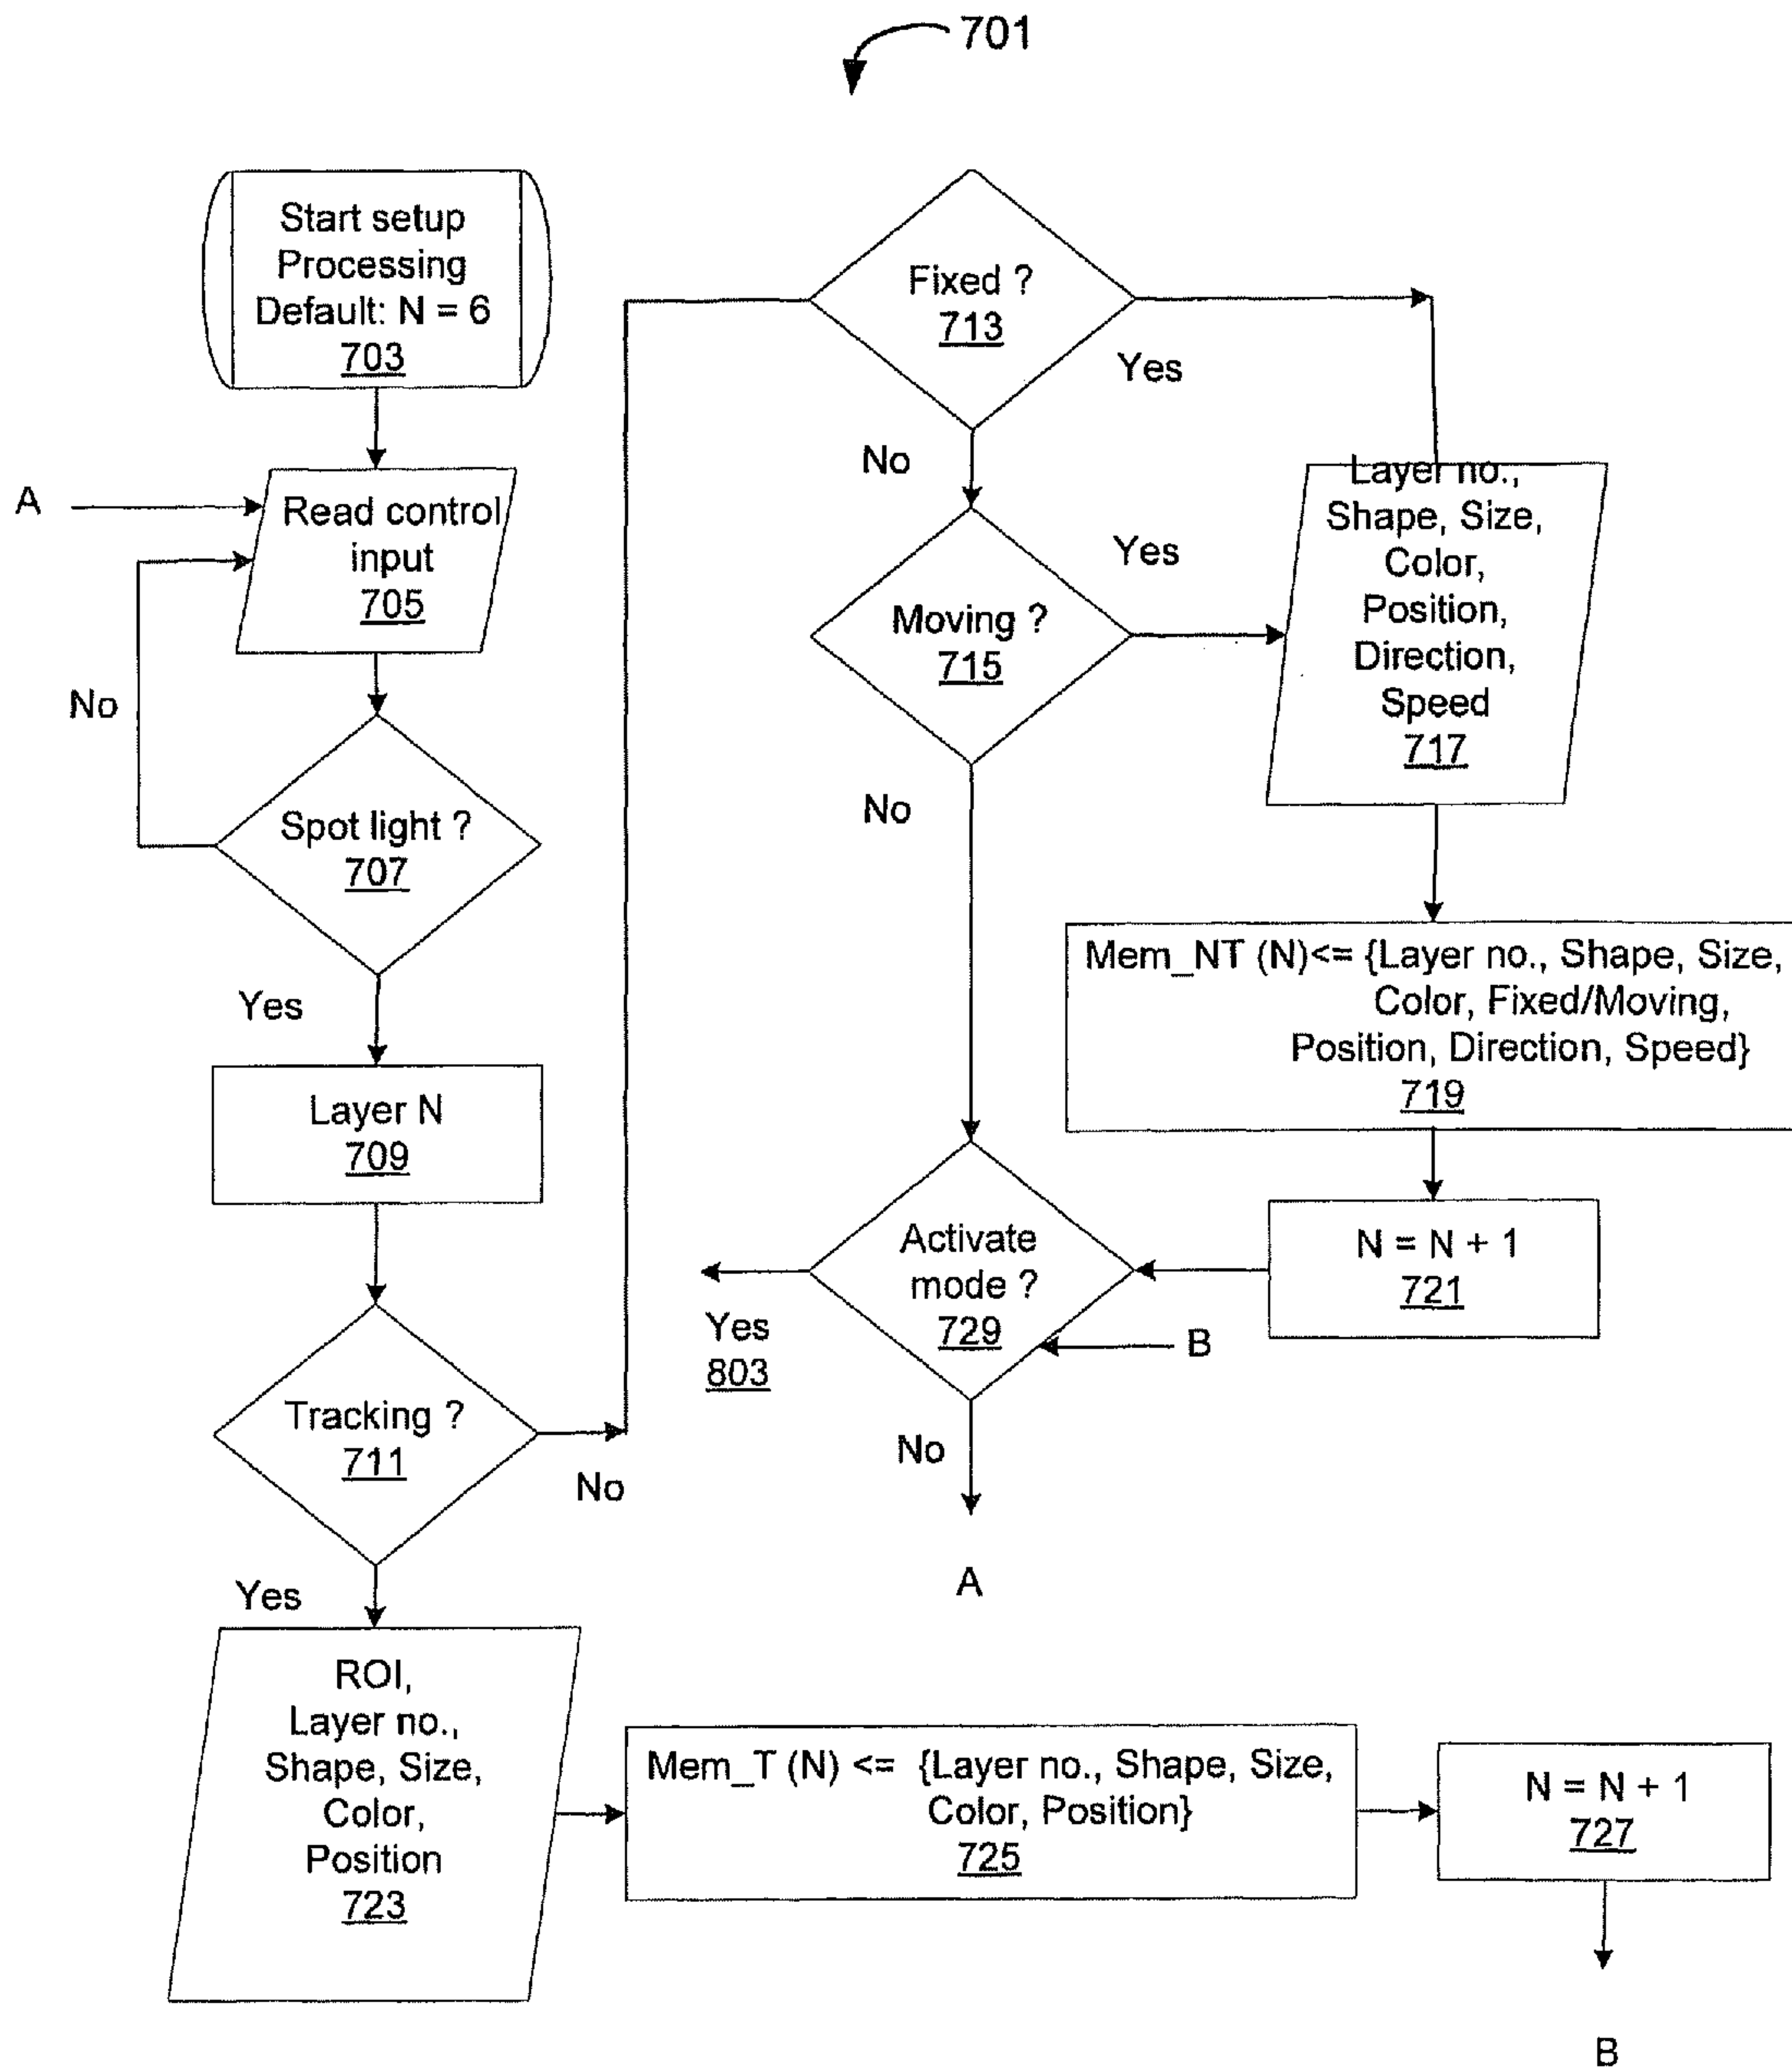 701
Start setup
Processing
Default: N = 6
703
A
Read control
input
705
No
Spot light ?
707
Yes
Layer N
709
Tracking ?
711
No
Yes
ROI,
Layer no.,
Shape, Size,
Color,
Position
723
Mem_T (N) <= {Layer no., Shape, Size,
Color, Position}
725
N = N + 1
727
B
Fixed ?
713
Yes
No
Moving ?
715
Yes
No
Layer no.,
Shape, Size,
Color,
Position,
Direction,
Speed
717
Mem_NT (N)<= {Layer no., Shape, Size,
Color, Fixed/Moving,
Position, Direction, Speed}
719
N = N + 1
721
Activate
mode ?
729
B
Yes
803
No
A